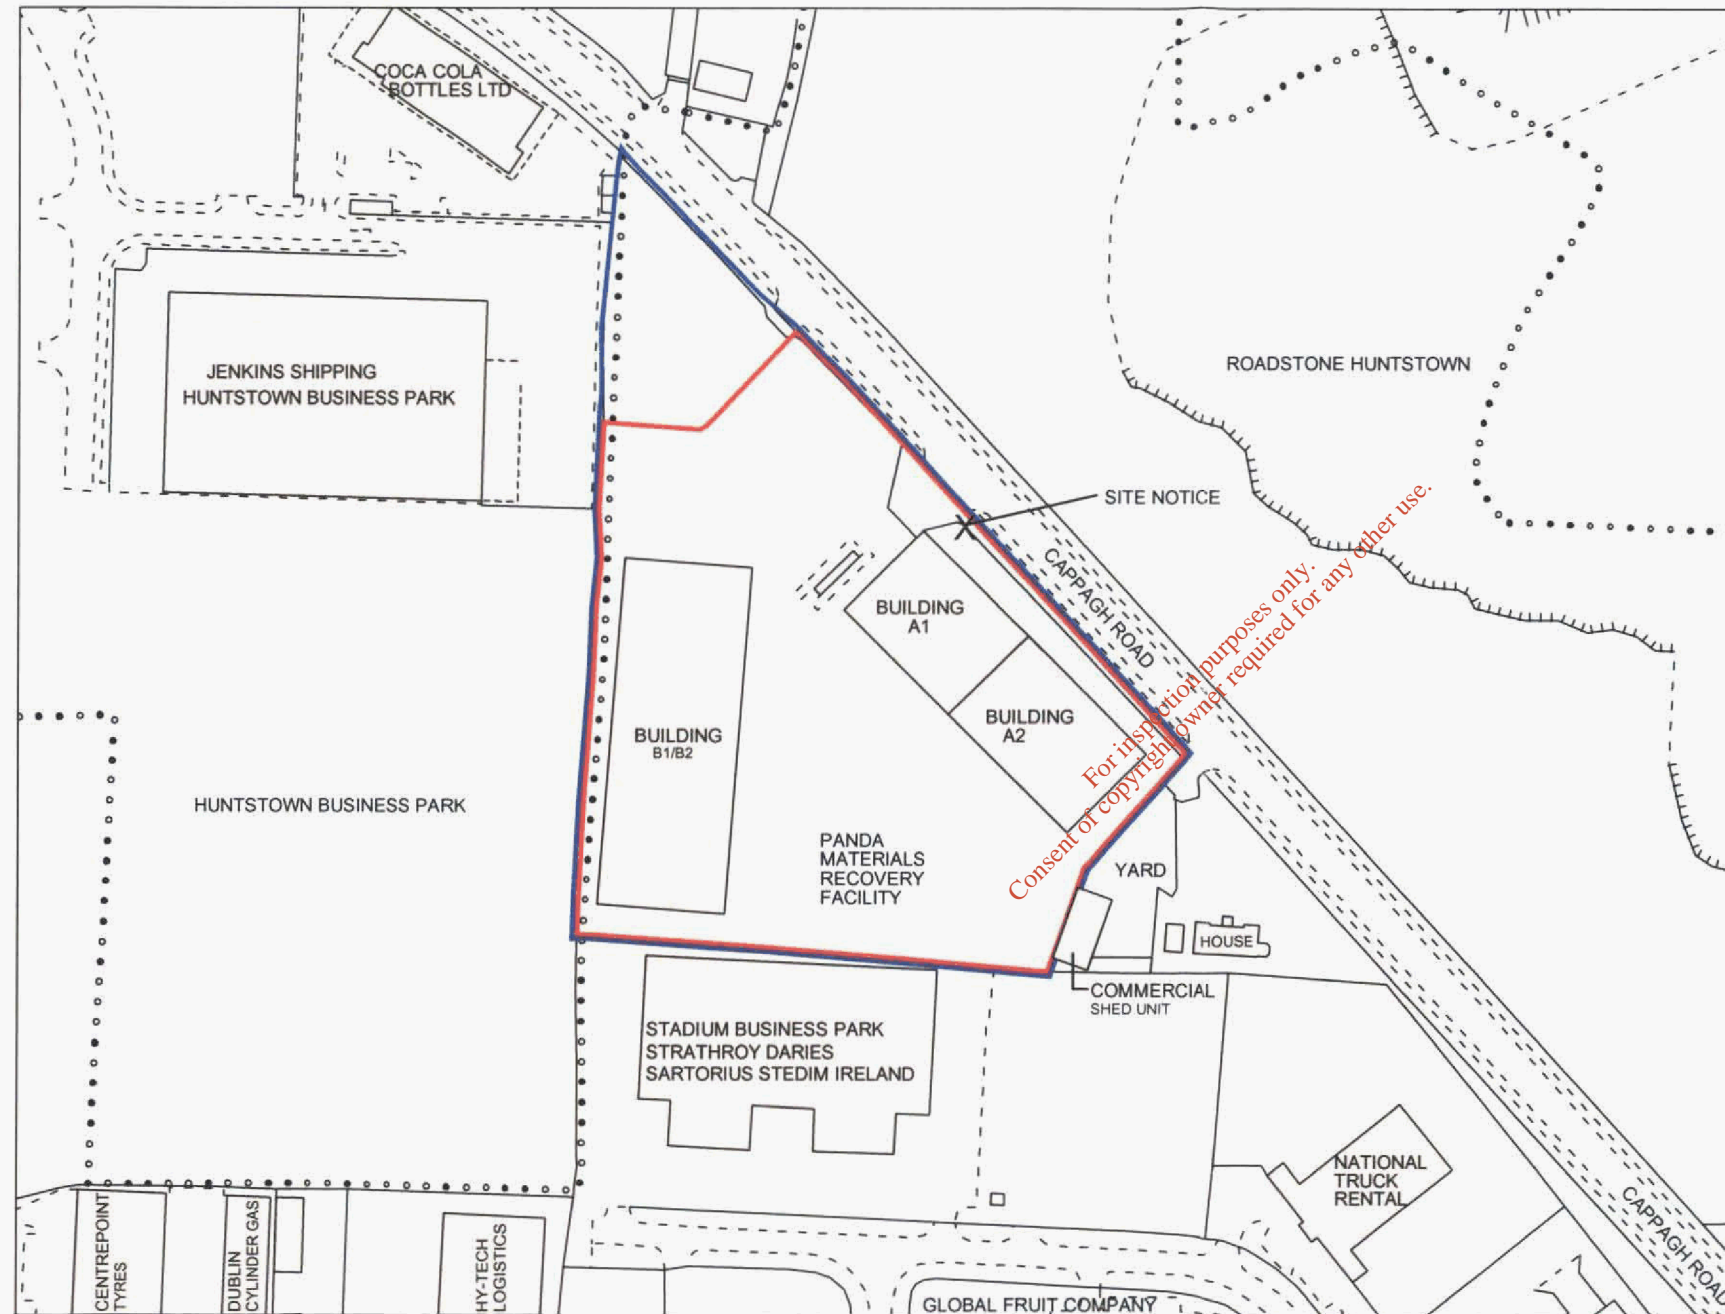 COCA COLA
BOTTLES LTD
JENKINS SHIPPING
HUNTSTOWN BUSINESS PARK
ROADSTONE HUNTSTOWN
SITE NOTICE
CAPPAGH ROAD
BUILDING
A1
BUILDING
A2
BUILDING
B1/B2
HUNTSTOWN BUSINESS PARK
PANDA
MATERIALS
RECOVERY
FACILITY
For inspection purposes only.
Consent of copyright owner required for any other use.
YARD
HOUSE
COMMERCIAL
SHED UNIT
STADIUM BUSINESS PARK
STRATHROY DARIES
SARTORIUS STEDIM IRELAND
NATIONAL
TRUCK
RENTAL
CAPPAGH ROAD
CENTREPOINT
TYRES
DUBLIN
CYLINDER GAS
HY-TECH
LOGISTICS
GLOBAL FRUIT COMPANY